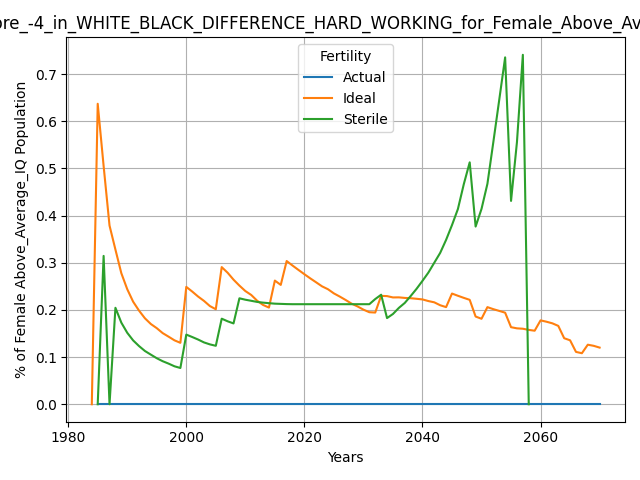 ore_-4_in_WHITE_BLACK_DIFFERENCE_HARD_WORKING_for_Female_Above_Av
Fertility
Actual
Ideal
Sterile
% of Female Above_Average_IQ Population
0.7
0.6
0.5
0.4
0.3
0.2
0.1
0.0
1980
2000
2020
2040
2060
Years